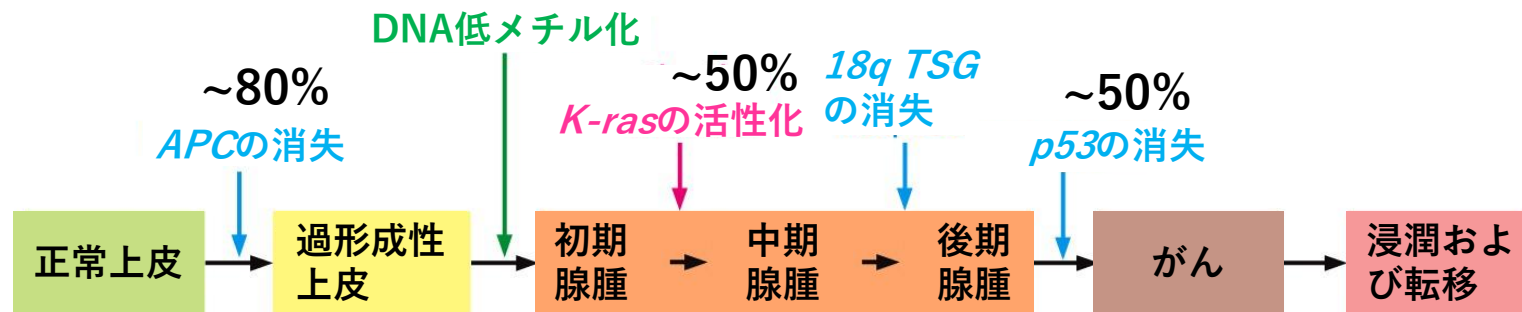 DNA低メチル化
~80%
APCの消失
~50%
K-rasの活性化
18q TSG
の消失
~50%
p53の消失
正常上皮
過形成性
上皮
初期
腺腫
中期
腺腫
後期
腺腫
がん
浸潤およ
び転移